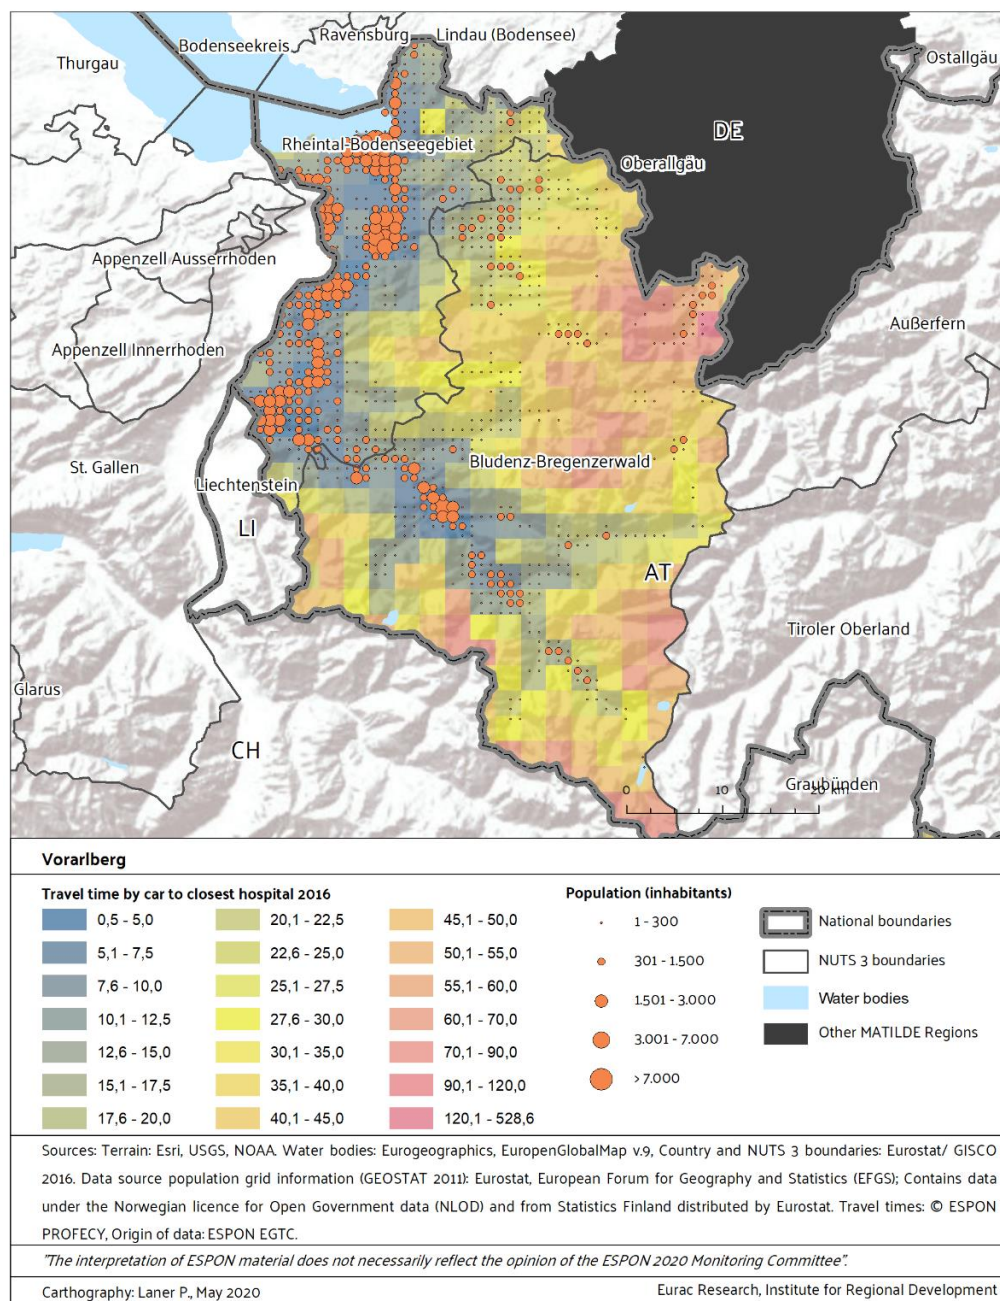 Ravensburg
Lindau (Bodensee)
Bodenseekreis
Thurgau
Ostallgäu
DE
Rheintal-Bodenseegebiet
Oberallgäu
Appenzell Ausserrhoden
Außerfern
Appenzell Innerrhoden
St. Gallen
Bludenz-Bregenzerwald
Liechtenstein
LI
AT
Tiroler Oberland
Glarus
CH
Graubünden
0 10 20 km
Vorarlberg
Travel time by car to closest hospital 2016
0,5 - 5,0
5,1 - 7,5
7,6 - 10,0
10,1 - 12,5
12,6 - 15,0
15,1 - 17,5
17,6 - 20,0
20,1 - 22,5
22,6 - 25,0
25,1 - 27,5
27,6 - 30,0
30,1 - 35,0
35,1 - 40,0
40,1 - 45,0
45,1 - 50,0
50,1 - 55,0
55,1 - 60,0
60,1 - 70,0
70,1 - 90,0
90,1 - 120,0
120,1 - 528,6
Population (inhabitants)
1 - 300
301 - 1.500
1.501 - 3.000
3.001 - 7.000
> 7.000
National boundaries
NUTS 3 boundaries
Water bodies
Other MATILDE Regions
Sources: Terrain: Esri, USGS, NOAA. Water bodies: Eurogeographics, EuropenGlobalMap v.9, Country and NUTS 3 boundaries: Eurostat/ GISCO
2016. Data source population grid information (GEOSTAT 2011): Eurostat, European Forum for Geography and Statistics (EFGS); Contains data
under the Norwegian licence for Open Government data (NLOD) and from Statistics Finland distributed by Eurostat. Travel times: © ESPON
PROFECY, Origin of data: ESPON EGTC.
"The interpretation of ESPON material does not necessarily reflect the opinion of the ESPON 2020 Monitoring Committee".
Carthography: Laner P., May 2020
Eurac Research, Institute for Regional Development